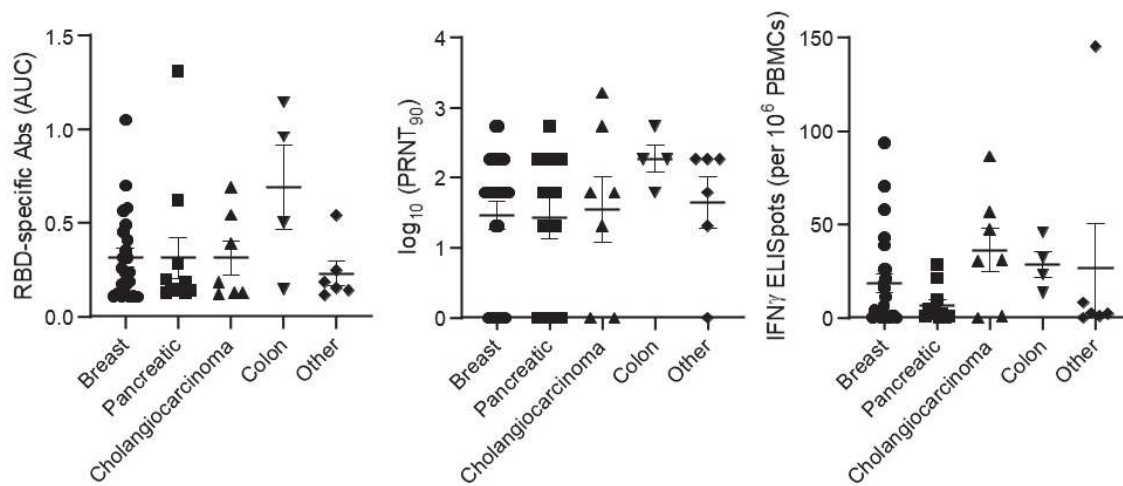 RBD-specific Abs (AUC)
1.5
1.0
0.5
0.0
Breast
Pancreatic
Cholangiocarcinoma
Colon
Other
log10 (PRNT90)
4
3
2
1
0
Breast
Pancreatic
Cholangiocarcinoma
Colon
Other
IFNγ ELISpots (per 10^6 PBMCs)
150
100
50
0
Breast
Pancreatic
Cholangiocarcinoma
Colon
Other